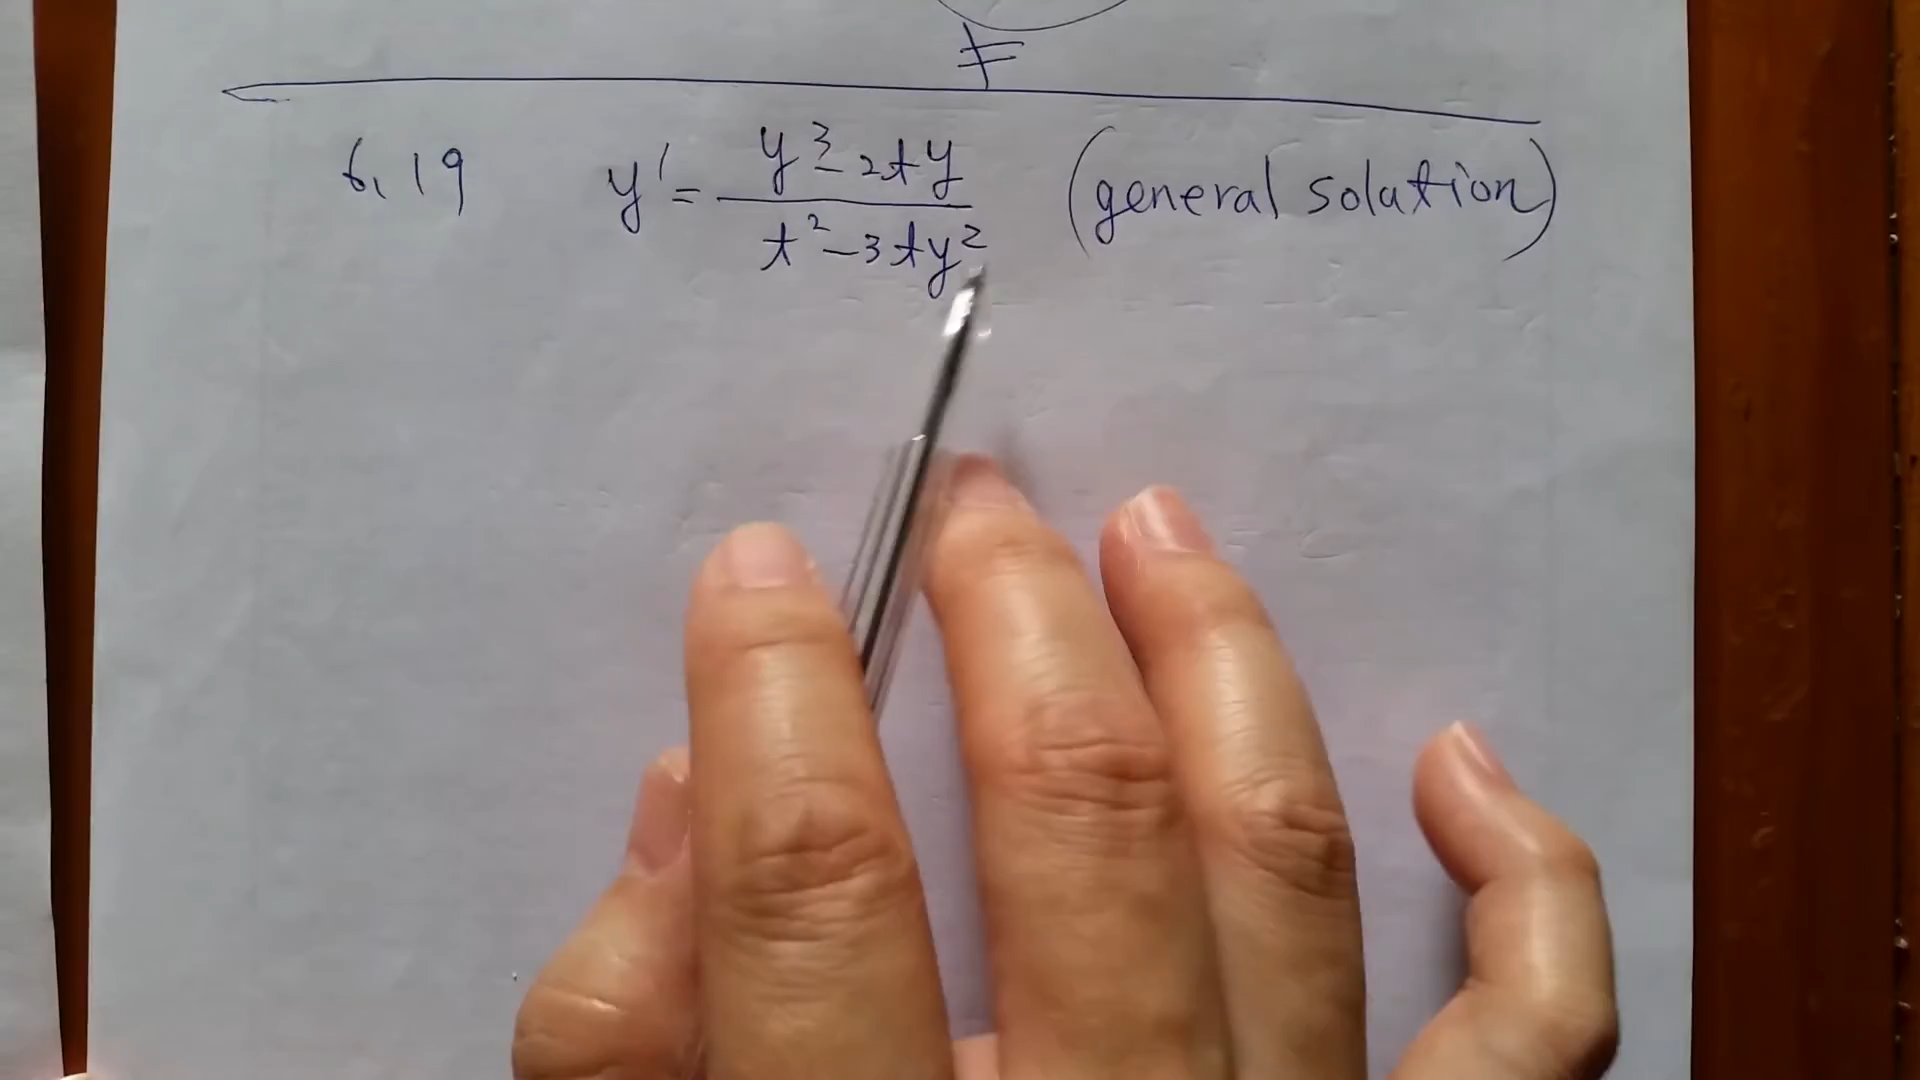 ≠
6.19 y' = (y³ - 2ty)/(t² - 3ty²) (general solution)